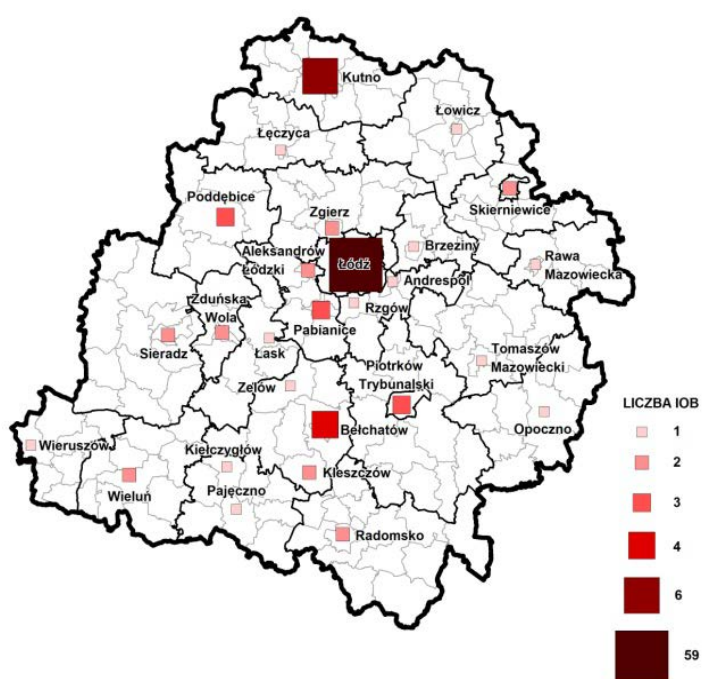 Kutno
Łowicz
Łęczyca
Poddębice
Skierniewice
Zgierz
Aleksandrów
Łódzki
Łódź
Brzeziny
Rawa
Mazowiecka
Andrespol
Rzgów
Zduńska
Wola
Pabianice
Sieradz
Łask
Tomaszów
Mazowiecki
Zelów
Piotrków
Trybunalski
Bełchatów
Opoczno
Wieruszów
Kiełczygłów
Kleszczów
Wieluń
Pajęczno
Radomsko
LICZBA IOB
1
2
3
4
6
59